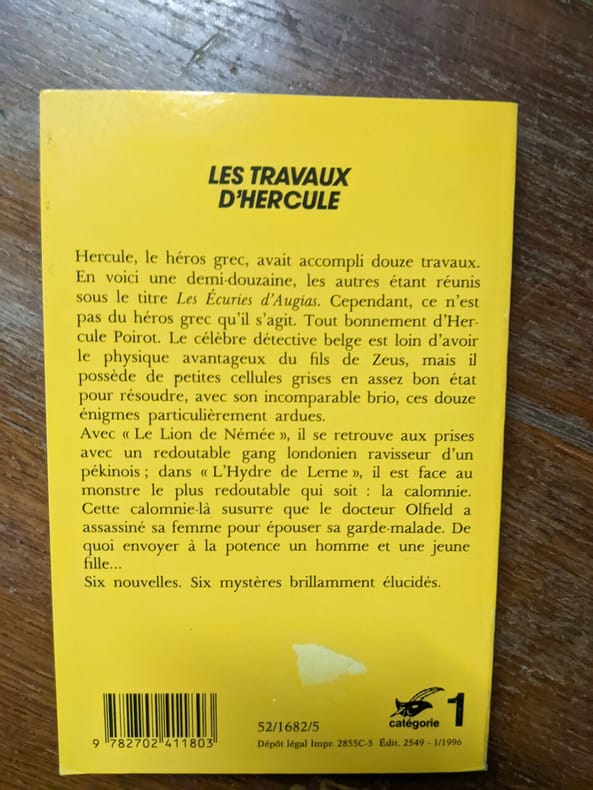 LES TRAVAUX
D'HERCULE
Hercule, le héros grec, avait accompli douze travaux.
En voici une demi-douzaine, les autres étant réunis
sous le titre Les Écuries d'Augias. Cependant, ce n'est
pas du héros grec qu'il s'agit. Tout bonnement d'Her-
cule Poirot. Le célèbre détective belge est loin d'avoir
le physique avantageux du fils de Zeus, mais il
possède de petites cellules grises en assez bon état
pour résoudre, avec son incomparable brio, ces douze
énigmes particulièrement ardues.
Avec « Le Lion de Némée », il se retrouve aux prises
avec un redoutable gang londonien ravisseur d'un
pékinois ; dans « L'Hydre de Lerne », il est face au
monstre le plus redoutable qui soit : la calomnie.
Cette calomnie-là susurre que le docteur Olfield a
assassiné sa femme pour épouser sa garde-malade. De
quoi envoyer à la potence un homme et une jeune
fille...
Six nouvelles. Six mystères brillamment élucidés.
9 782702 411803
52/1682/5
Dépôt légal Impr. 2855C-5 Édit. 2549 - 1/1996
catégorie 1